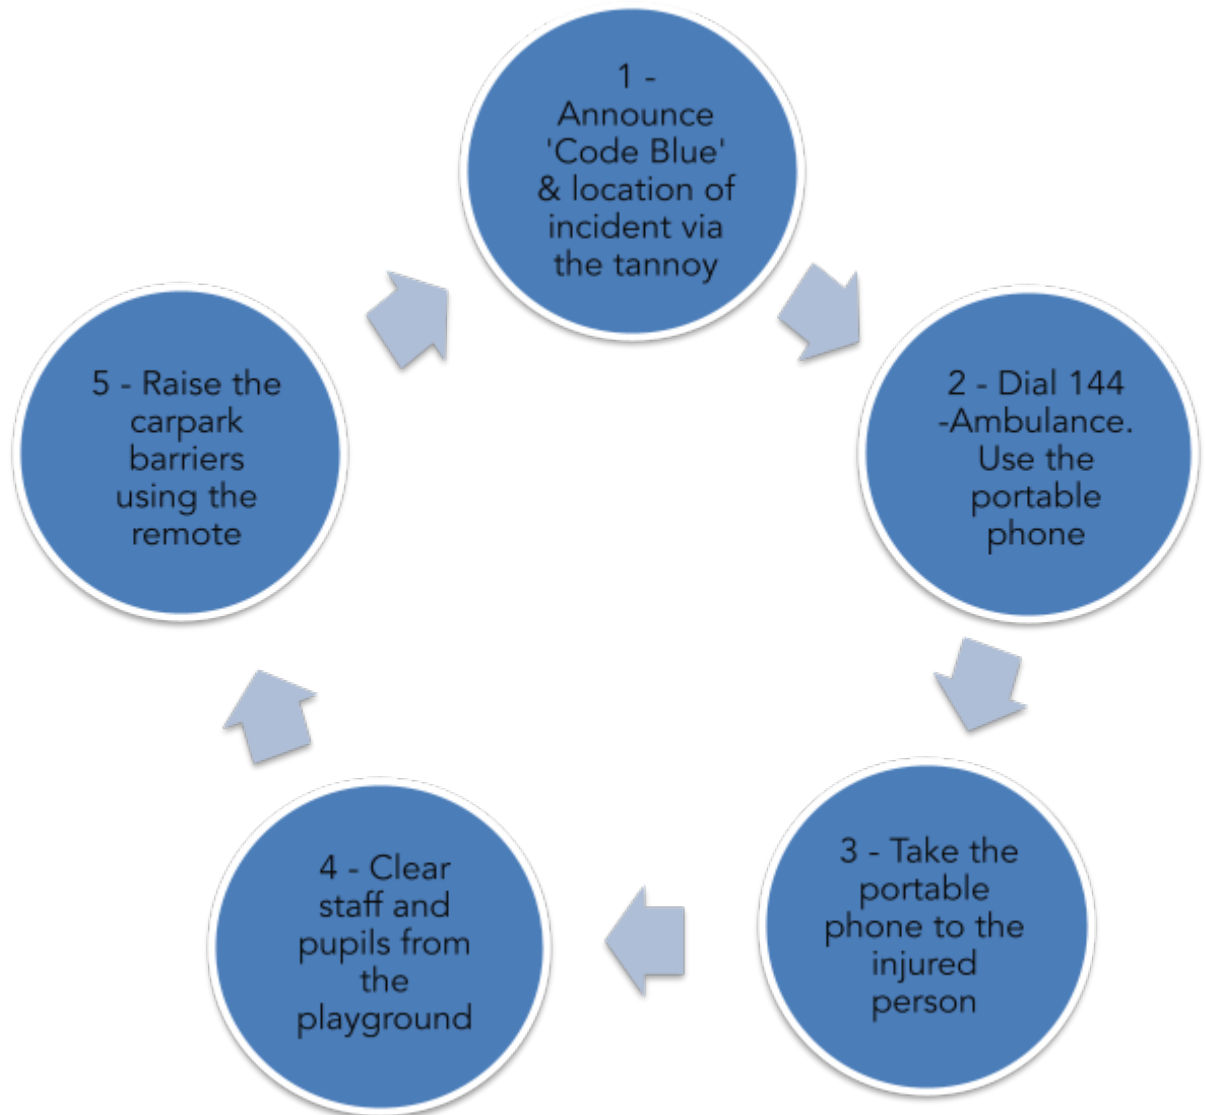 1 -
Announce
'Code Blue'
& location of
incident via
the tannoy
2 - Dial 144
-Ambulance.
Use the
portable
phone
3 - Take the
portable
phone to the
injured
person
4 - Clear
staff and
pupils from
the
playground
5 - Raise the
carpark
barriers
using the
remote